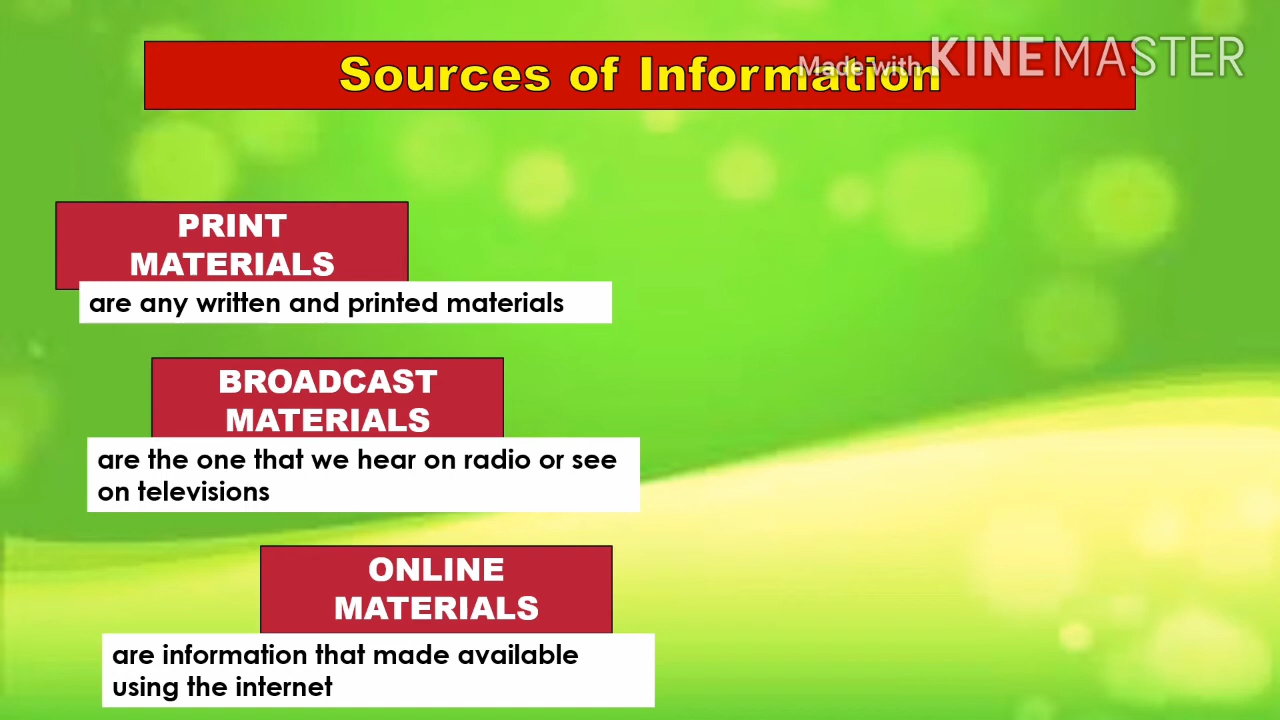 Sources of Information
Made with KINEMASTER
PRINT
MATERIALS
are any written and printed materials
BROADCAST
MATERIALS
are the one that we hear on radio or see
on televisions
ONLINE
MATERIALS
are information that made available
using the internet